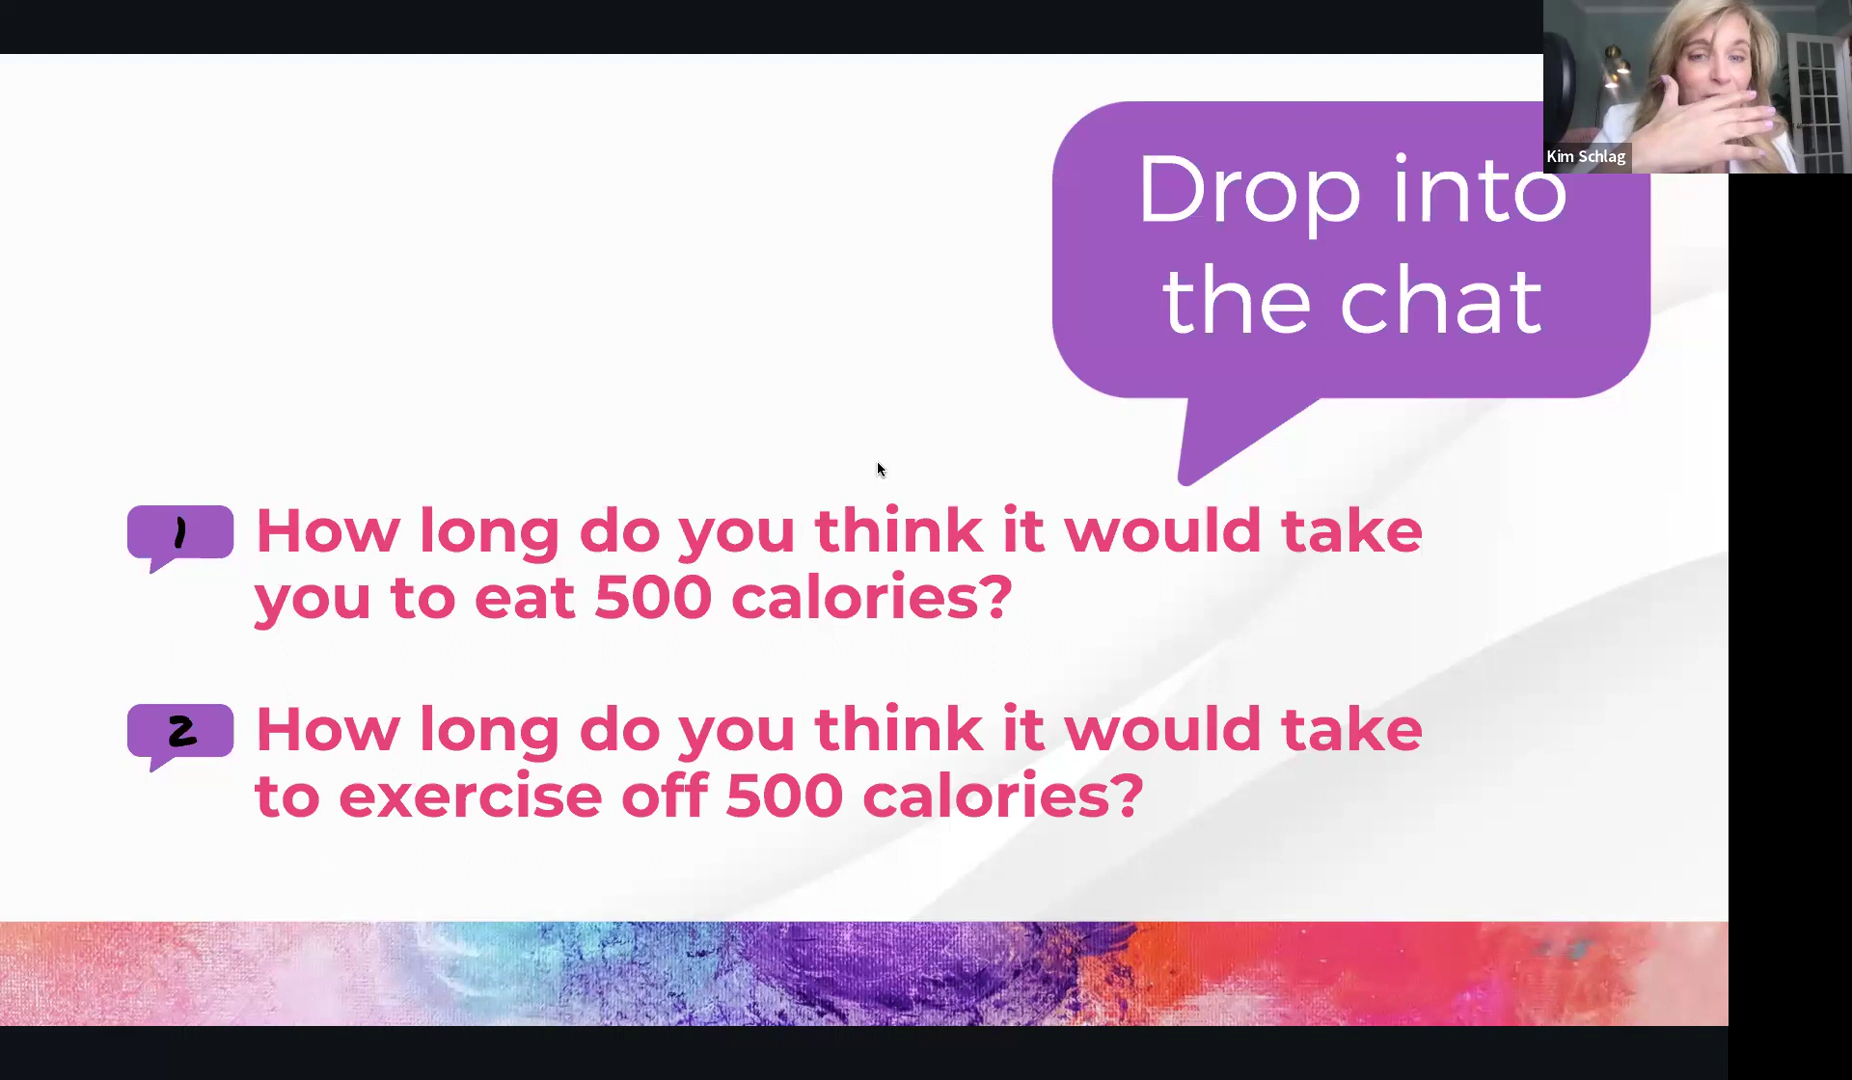 Drop into
the chat
Kim Schlag
1 How long do you think it would take
you to eat 500 calories?
2 How long do you think it would take
to exercise off 500 calories?